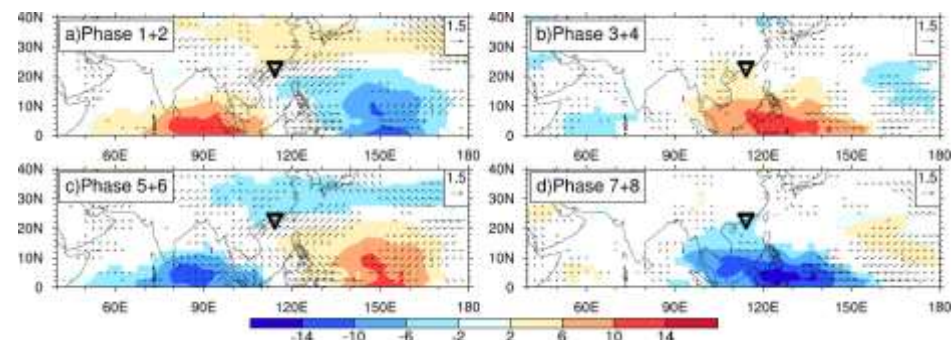 40N 1.5 40N 1.5
a)Phase 1+2 b)Phase 3+4
30N 30N
20N 20N
10N 10N
0 0
60E 90E 120E 150E 180 60E 90E 120E 150E 180
40N 1.5 40N 1.5
c)Phase 5+6 d)Phase 7+8
30N 30N
20N 20N
10N 10N
0 0
60E 90E 120E 150E 180 60E 90E 120E 150E 180
-14 -10 -6 -2 2 6 10 14